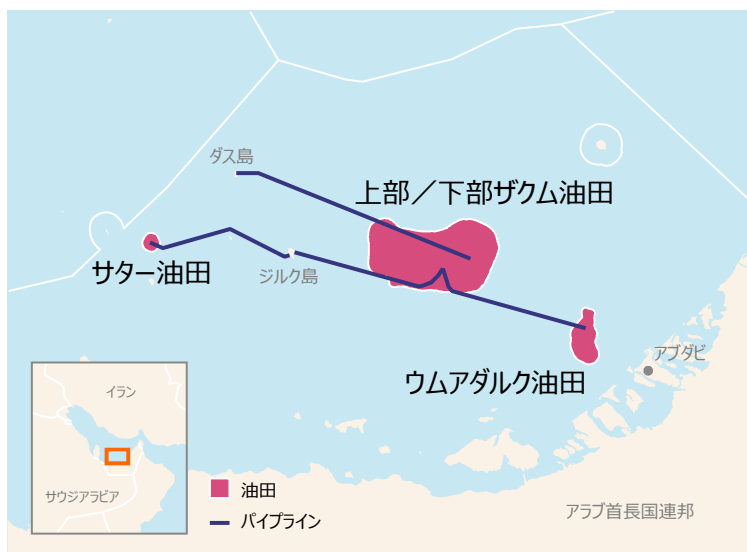 ダス島
上部／下部ザクム油田
サター油田
ジルク島
アブダビ
ウムアダルク油田
イラン
サウジアラビア
油田
パイプライン
アラブ首長国連邦